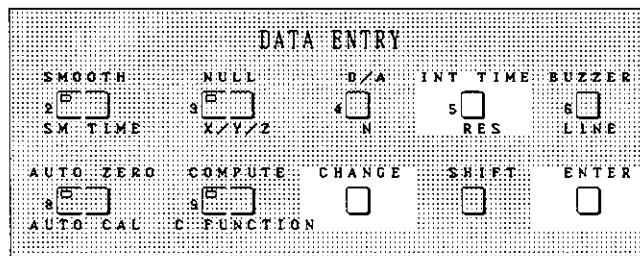 DATA ENTRY
SMOOTH NULL D/A INT TIME BUZZER
2 3 4 5 6
SM TIME X/Y/Z N RES LINE
AUTO ZERO COMPUTE CHANGE SHIFT ENTER
8 9
AUTO CAL C FUNCTION